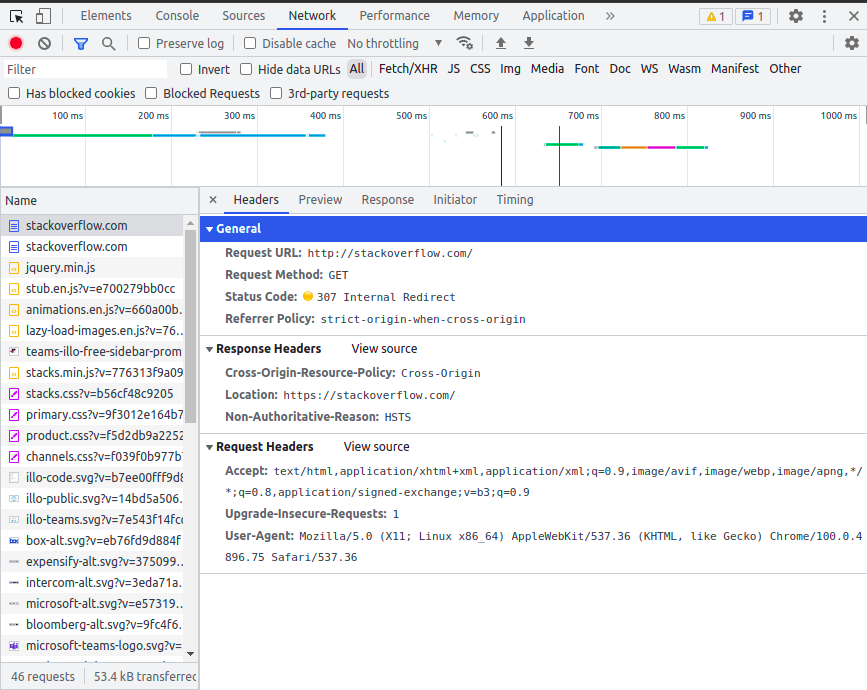 Elements Console Sources Network Performance Memory Application » 1 1
Preserve log Disable cache No throttling
Filter Invert Hide data URLs All Fetch/XHR JS CSS Img Media Font Doc WS Wasm Manifest Other
Has blocked cookies Blocked Requests 3rd-party requests
100 ms 200 ms 300 ms 400 ms 500 ms 600 ms 700 ms 800 ms 900 ms 1000 ms
Name
stackoverflow.com
stackoverflow.com
jquery.min.js
stub.en.js?v=e700279bb0cc
animations.en.js?v=660a00b...
lazy-load-images.en.js?v=76...
teams-illo-free-sidebar-prom
stacks.min.js?v=776313f9a09
stacks.css?v=b56cf48c9205
primary.css?v=9f3012e164b7
product.css?v=f5d2db9a2252
channels.css?v=f039f0b977b7
illo-code.svg?v=b7ee00fff9d8
illo-public.svg?v=14bd5a506...
illo-teams.svg?v=7e543f14fcc
box-alt.svg?v=eb76fd9d884f
expensify-alt.svg?v=375099...
intercom-alt.svg?v=3eda71a...
microsoft-alt.svg?v=e57319...
bloomberg-alt.svg?v=9fc4f6...
microsoft-teams-logo.svg?v=
46 requests 53.4 kB transferred
× Headers Preview Response Initiator Timing
General
Request URL: http://stackoverflow.com/
Request Method: GET
Status Code: 307 Internal Redirect
Referrer Policy: strict-origin-when-cross-origin
Response Headers View source
Cross-Origin-Resource-Policy: Cross-Origin
Location: https://stackoverflow.com/
Non-Authoritative-Reason: HSTS
Request Headers View source
Accept: text/html,application/xhtml+xml,application/xml;q=0.9,image/avif,image/webp,image/apng,*/
*;q=0.8,application/signed-exchange;v=b3;q=0.9
Upgrade-Insecure-Requests: 1
User-Agent: Mozilla/5.0 (X11; Linux x86_64) AppleWebKit/537.36 (KHTML, like Gecko) Chrome/100.0.4
896.75 Safari/537.36